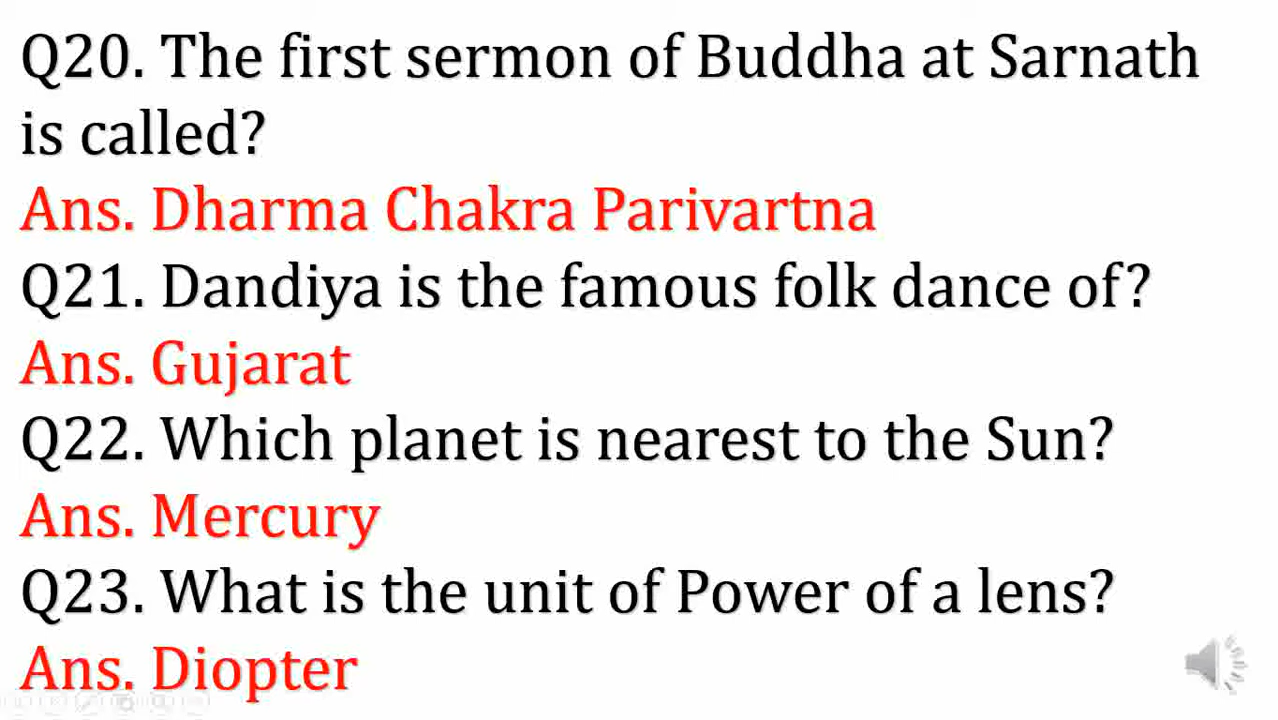 Q20. The first sermon of Buddha at Sarnath
is called?
Ans. Dharma Chakra Parivartna
Q21. Dandiya is the famous folk dance of?
Ans. Gujarat
Q22. Which planet is nearest to the Sun?
Ans. Mercury
Q23. What is the unit of Power of a lens?
Ans. Diopter